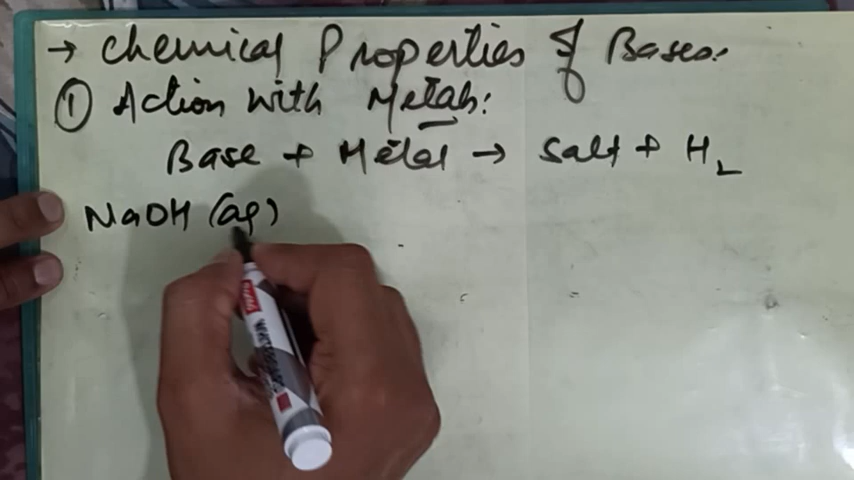 → Chemical Properties of Bases:
① Action with Metals:
Base + Metal → Salt + H₂
NaOH (aq)